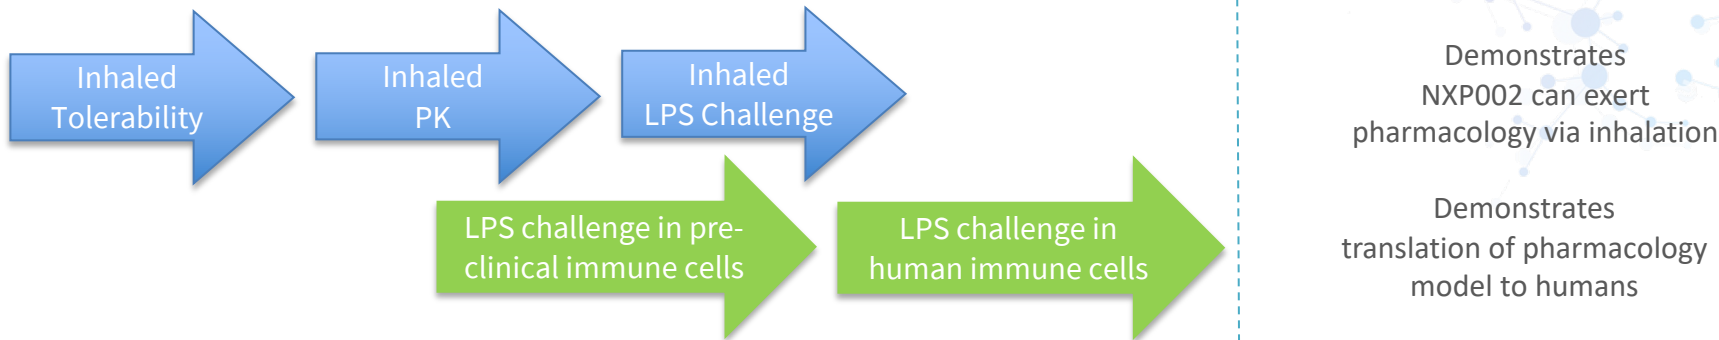 Inhaled
Tolerability
Inhaled
PK
Inhaled
LPS Challenge
LPS challenge in pre-
clinical immune cells
LPS challenge in
human immune cells
Demonstrates
NXP002 can exert
pharmacology via inhalation
Demonstrates
translation of pharmacology
model to humans